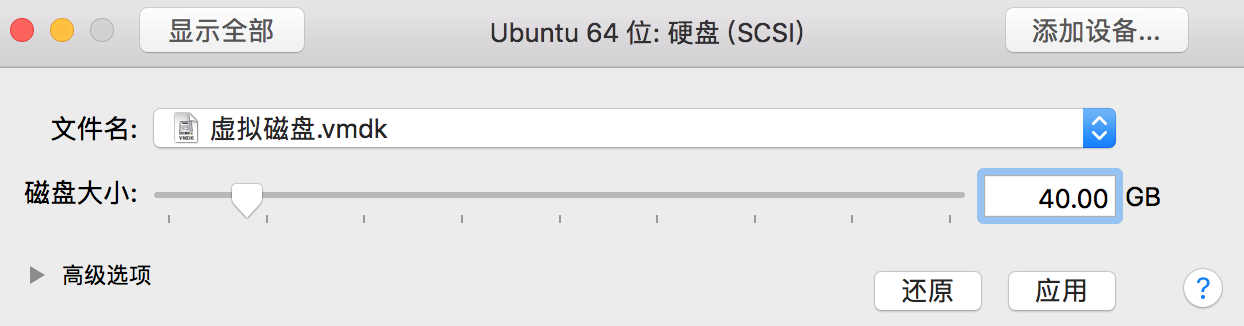 显示全部 Ubuntu 64 位: 硬盘 (SCSI) 添加设备...
文件名: VMDK 虚拟磁盘.vmdk
磁盘大小: 40.00 GB
高级选项 还原 应用 ?